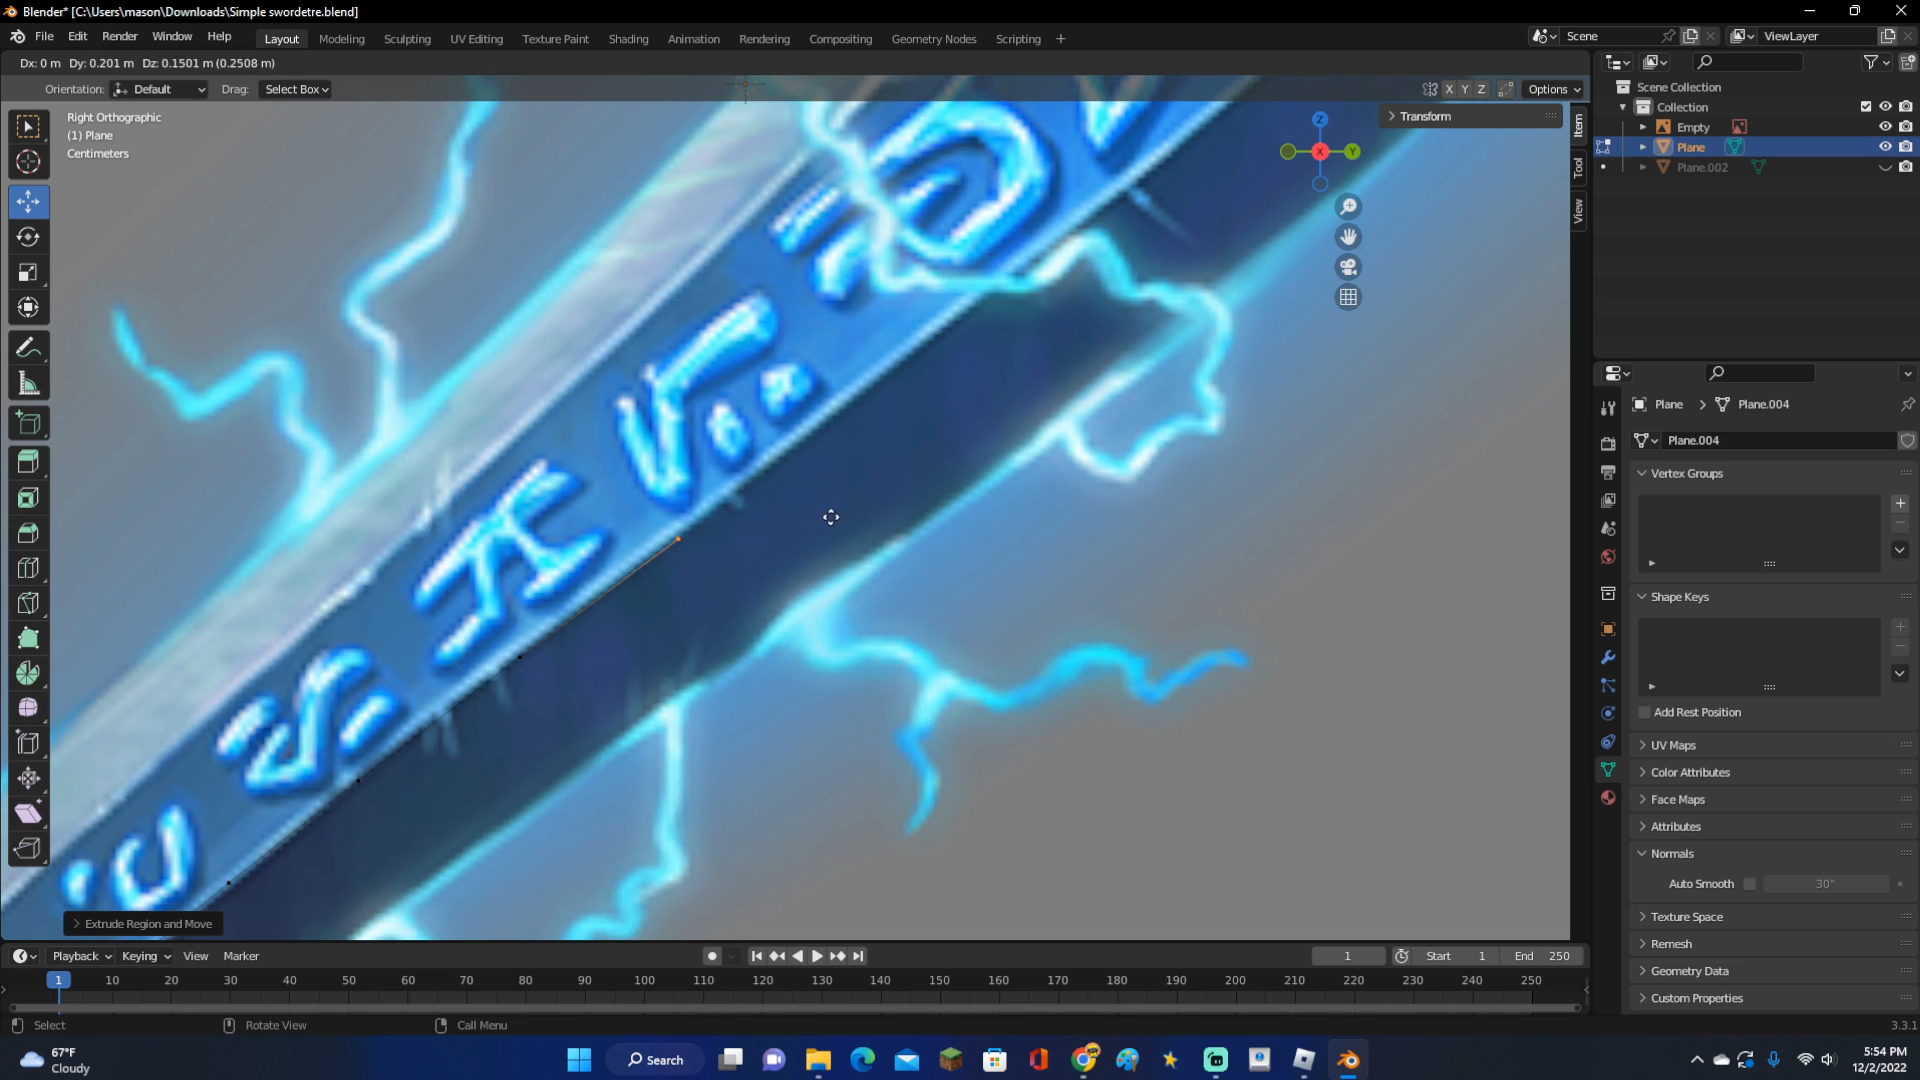 Blender* [C:\Users\mason\Downloads\Simple swordetre.blend]
File Edit Render Window Help Layout Modeling Sculpting UV Editing Texture Paint Shading Animation Rendering Compositing Geometry Nodes Scripting + Scene ViewLayer
Dx: 0 m Dy: 0.201 m Dz: 0.1501 m (0.2508 m)
Orientation: Default Drag: Select Box X Y Z Options
Right Orthographic
(1) Plane
Centimeters
Transform
Z
X
Y
Item
Tool
View
Scene Collection
Collection
Empty
Plane
Plane.002
Plane > Plane.004
Plane.004
Vertex Groups
Shape Keys
Add Rest Position
UV Maps
Color Attributes
Face Maps
Attributes
Normals
Auto Smooth 30°
Texture Space
Remesh
Geometry Data
Custom Properties
Extrude Region and Move
Playback Keying View Marker 1 Start 1 End 250
1 10 20 30 40 50 60 70 80 90 100 110 120 130 140 150 160 170 180 190 200 210 220 230 240 250
Select Rotate View Call Menu 3.3.1
67°F
Cloudy
Search
5:54 PM
12/2/2022